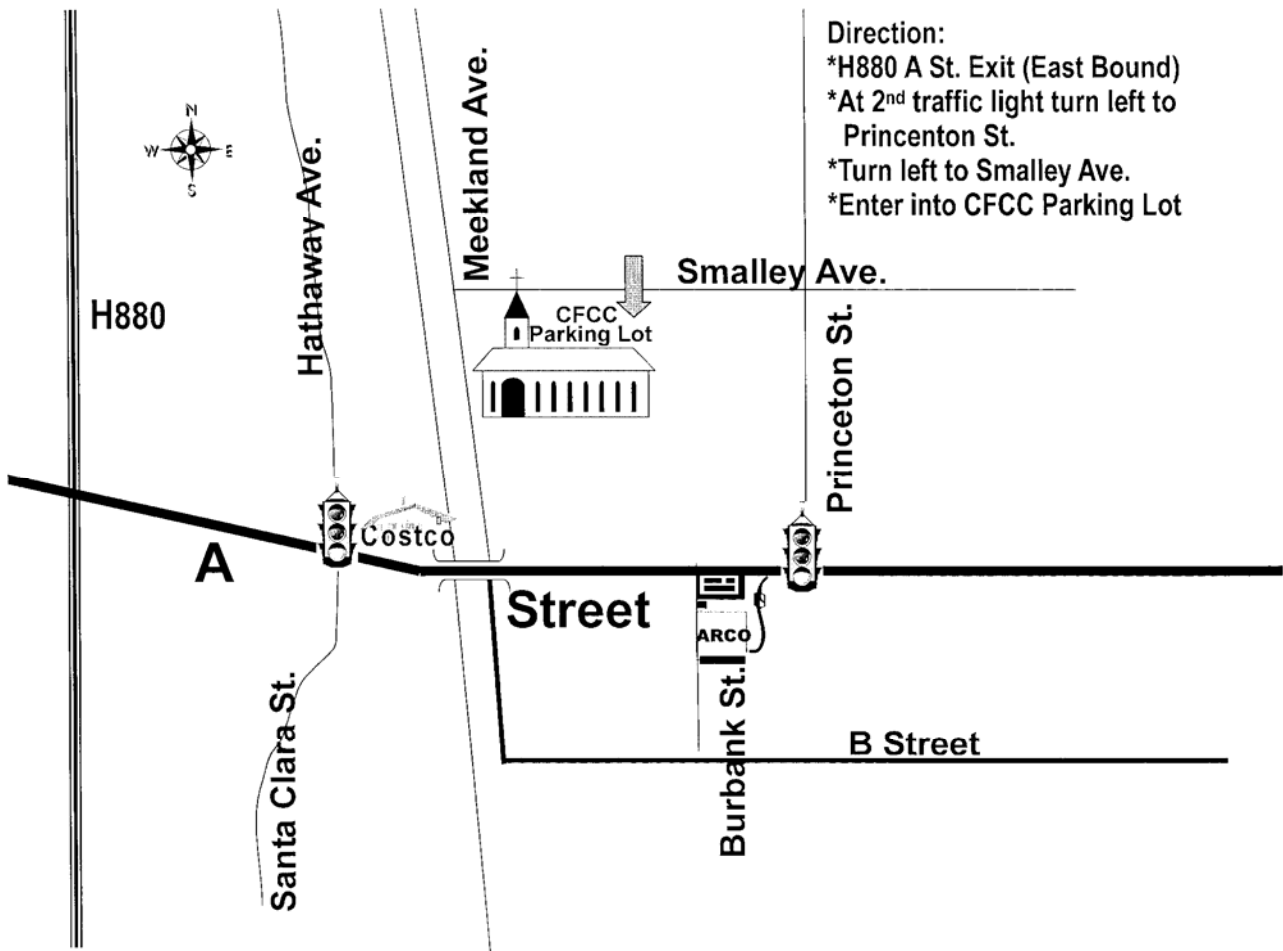 Direction:
*H880 A St. Exit (East Bound)
*At 2nd traffic light turn left to
Princenton St.
*Turn left to Smalley Ave.
*Enter into CFCC Parking Lot
N
W E
S
Hathaway Ave.
Meekland Ave.
Smalley Ave.
H880
CFCC
Parking Lot
Princeton St.
Costco
A
Street
ARCO
Santa Clara St.
Burbank St.
B Street